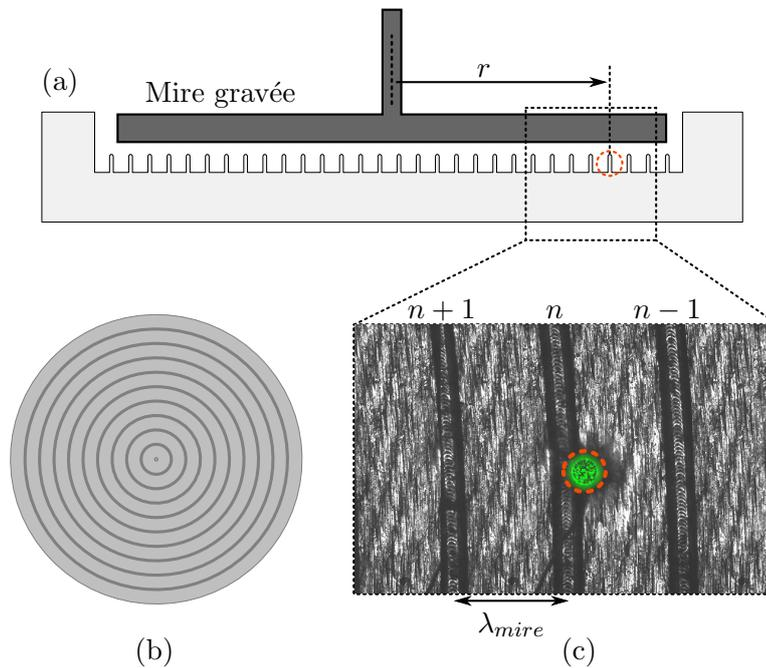 (a)
r
Mire gravée
n + 1 n n − 1
λmire
(b) (c)